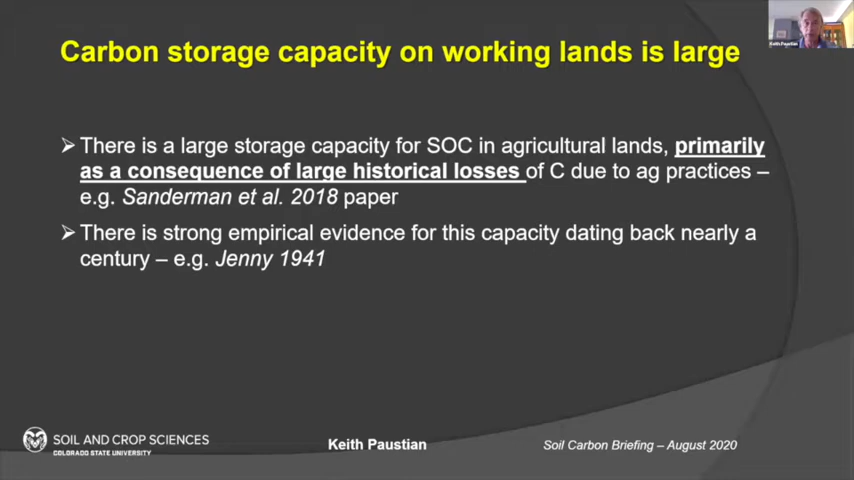 Carbon storage capacity on working lands is large
Keith Paustian
➢ There is a large storage capacity for SOC in agricultural lands, primarily
as a consequence of large historical losses of C due to ag practices –
e.g. Sanderman et al. 2018 paper
➢ There is strong empirical evidence for this capacity dating back nearly a
century – e.g. Jenny 1941
SOIL AND CROP SCIENCES
COLORADO STATE UNIVERSITY
Keith Paustian
Soil Carbon Briefing – August 2020